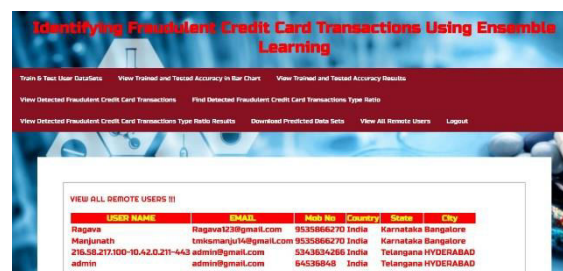 Identifying Fraudulent Credit Card Transactions Using Ensemble
Learning
Train & Test User DataSets View Trained and Tested Accuracy in Bar Chart View Trained and Tested Accuracy Results
View Detected Fraudulent Credit Card Transactions Find Detected Fraudulent Credit Card Transactions Type Ratio
View Detected Fraudulent Credit Card Transactions Type Ratio Results Download Predicted Data Sets View All Remote Users Logout
VIEW ALL REMOTE USERS !!!
USER NAME EMAIL Mob No Country State City
Ragava Ragava123@gmail.com 9535866270 India Karnataka Bangalore
Manjunath tmksmanju14@gmail.com 9535866270 India Karnataka Bangalore
216.58.217.100-10.42.0.211-443 admin@gmail.com 5343634266 India Telangana HYDERABAD
admin admin@gmail.com 64536848 India Telangana HYDERABAD